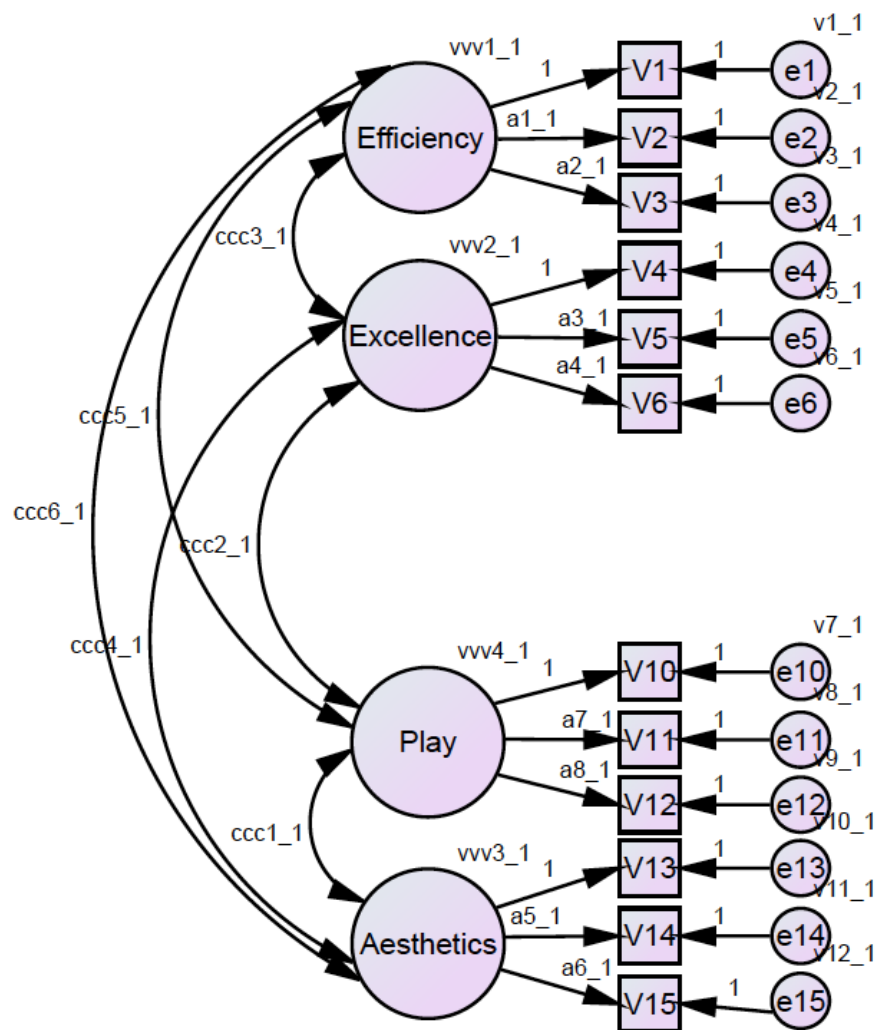 v1_1
vvv1_1
1
V1
1
e1
v2_1
Efficiency
a1_1
V2
1
e2
v3_1
a2_1
V3
1
e3
v4_1
ccc3_1
vvv2_1
1
V4
1
e4
v5_1
Excellence
a3_1
V5
1
e5
v6_1
a4_1
V6
1
e6
ccc5_1
ccc6_1
ccc2_1
ccc4_1
v7_1
vvv4_1
1
V10
1
e10
v8_1
Play
a7_1
V11
1
e11
v9_1
a8_1
V12
1
e12
v10_1
ccc1_1
vvv3_1
1
V13
1
e13
v11_1
Aesthetics
a5_1
V14
1
e14
v12_1
a6_1
V15
1
e15